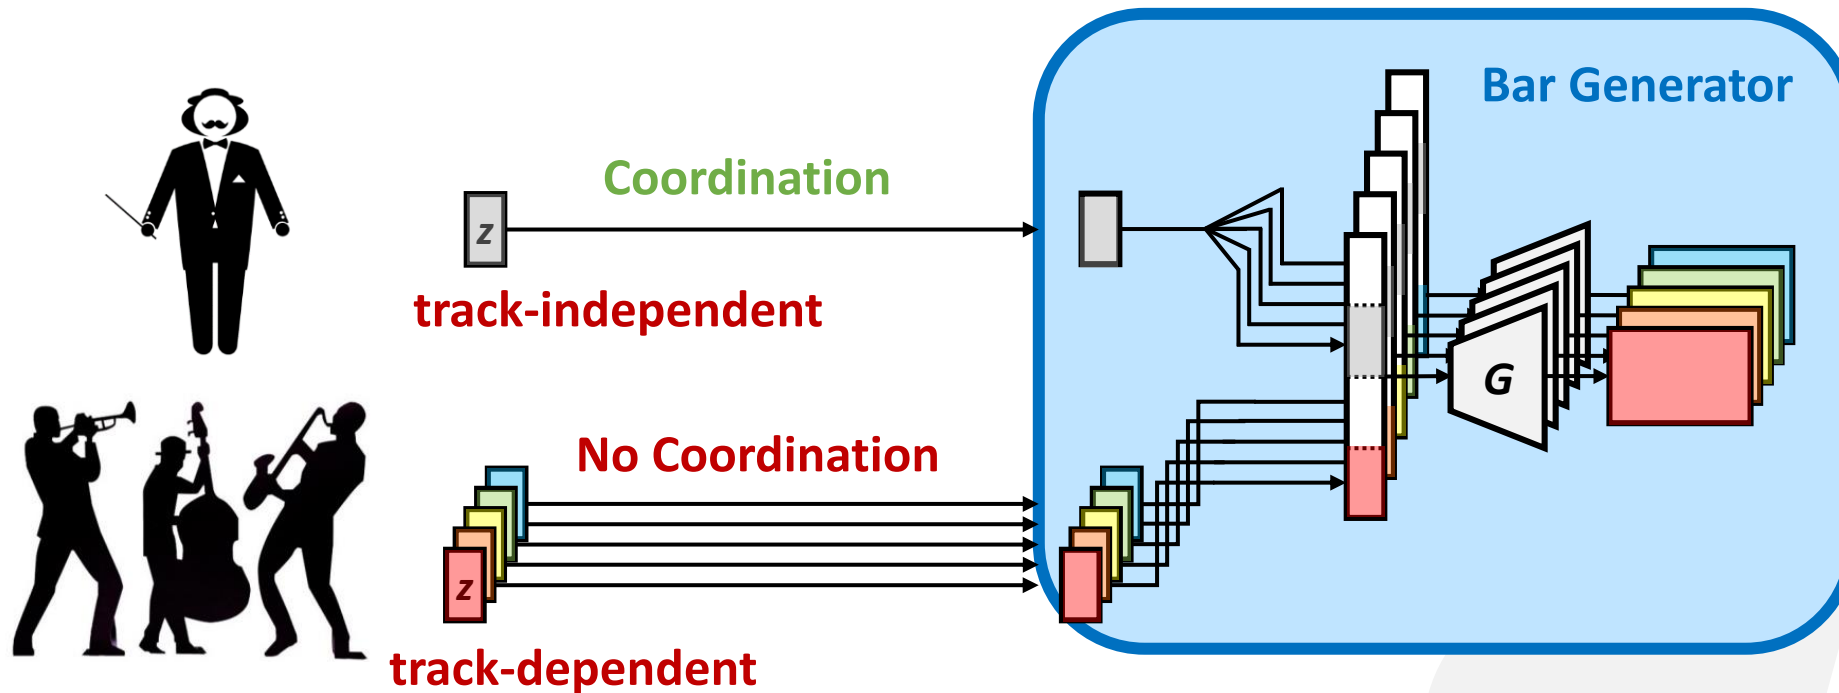 Bar Generator
Coordination
z
track-independent
G
No Coordination
z
track-dependent